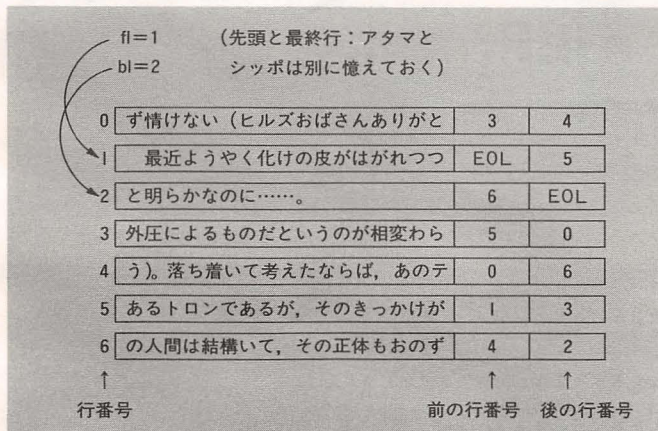 fl=1　　（先頭と最終行：アタマと
bl=2　　シッポは別に憶えておく）
0 ず情けない（ヒルズおばさんありがと 3 4
1 　最近ようやく化けの皮がはがれつつ EOL 5
2 と明らかなのに……。 6 EOL
3 外圧によるものだというのが相変わら 5 0
4 う）。落ち着いて考えたならば，あのテ 0 6
5 あるトロンであるが，そのきっかけが 1 3
6 の人間は結構いて，その正体もおのず 4 2
↑ ↑ ↑
行番号 前の行番号 後の行番号